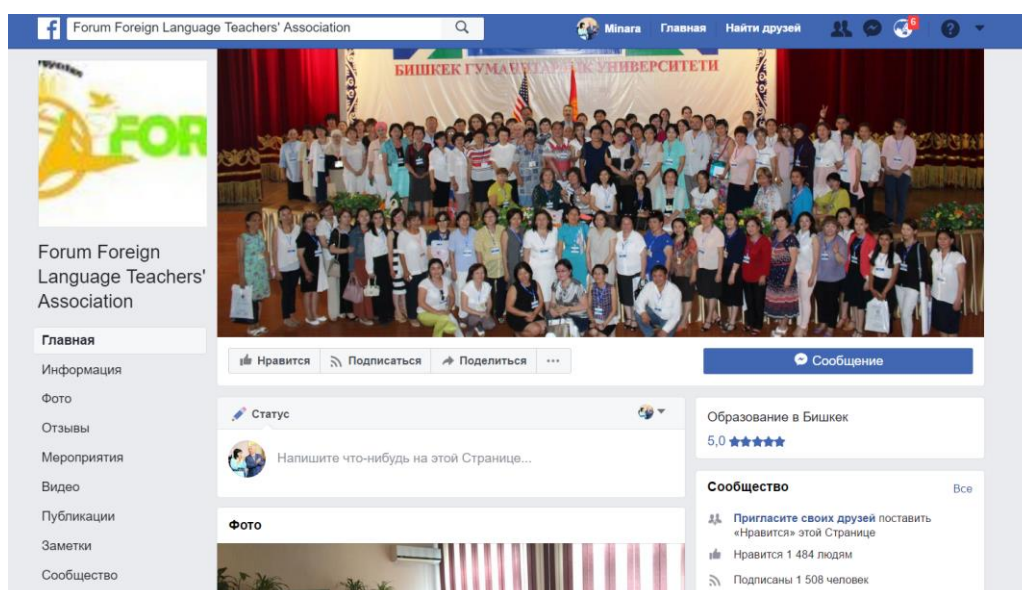 Forum Foreign Language Teachers' Association
Minara
Главная
Найти друзей
6
FOR
БИШКЕК ГУМАНИТАРДЫК УНИВЕРСИТЕТИ
Forum Foreign
Language Teachers'
Association
Главная
Информация
Фото
Отзывы
Мероприятия
Видео
Публикации
Заметки
Сообщество
Нравится
Подписаться
Поделиться
Сообщение
Статус
Напишите что-нибудь на этой Странице...
Фото
Образование в Бишкек
5,0
Сообщество
Все
Пригласите своих друзей поставить
«Нравится» этой Странице
Нравится 1 484 людям
Подписаны 1 508 человек